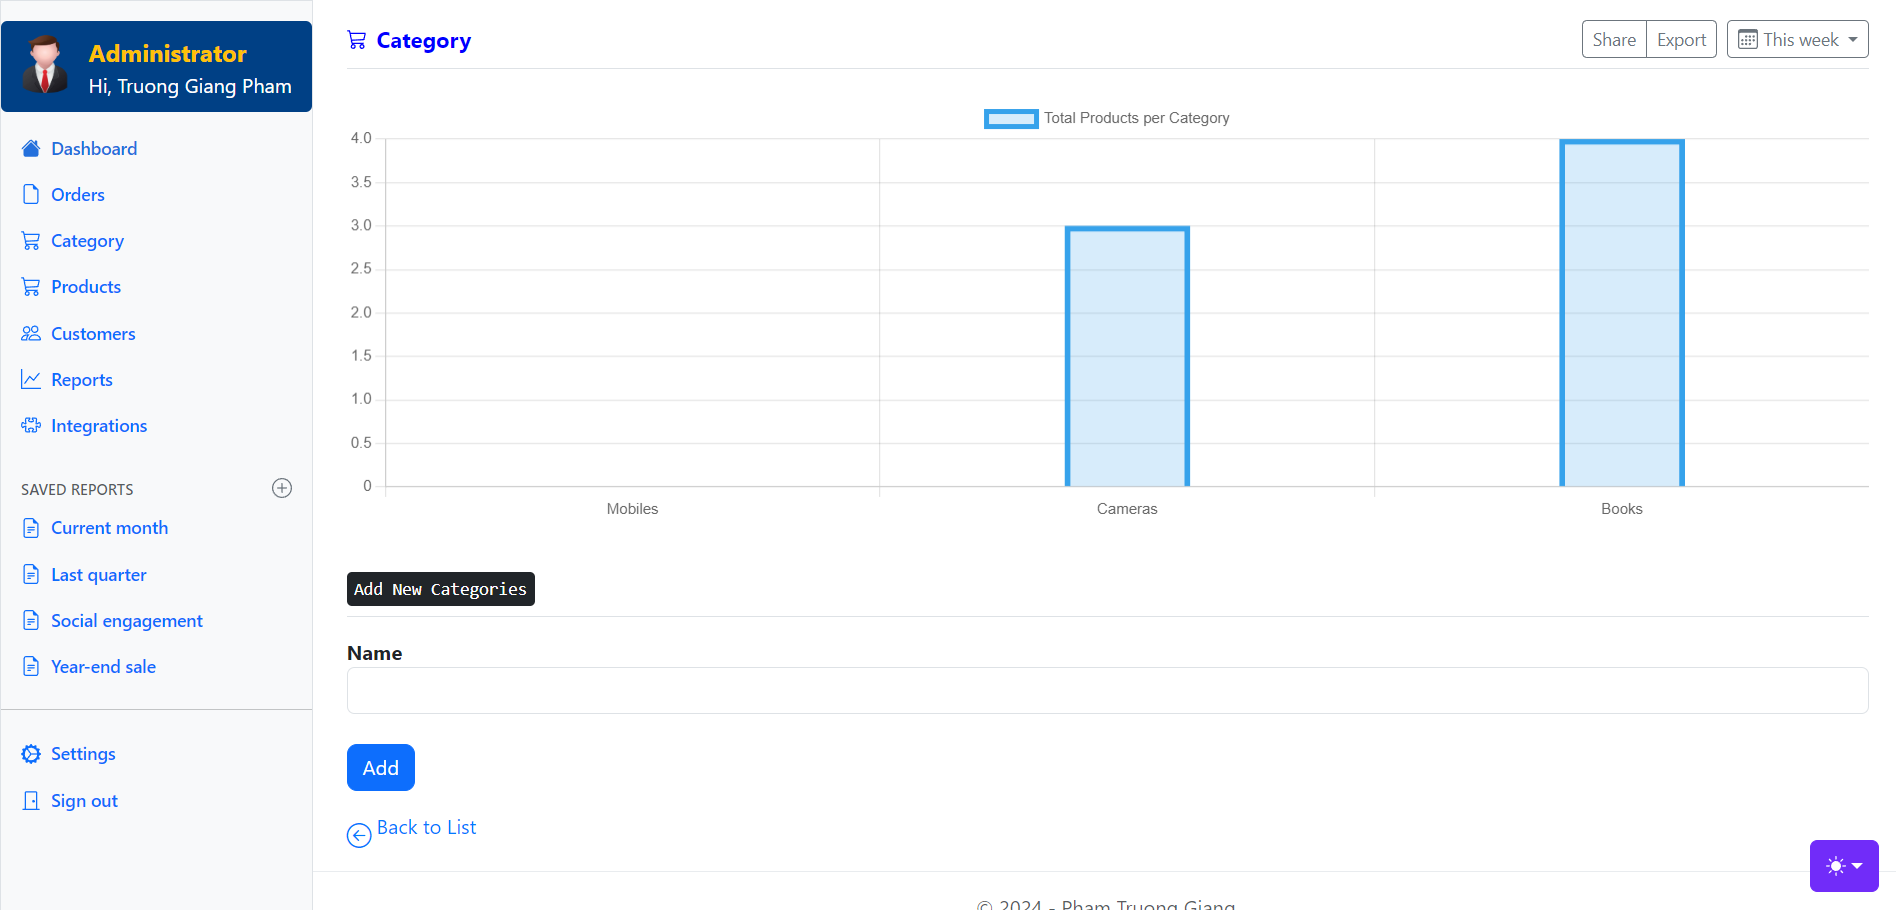 Administrator
Hi, Truong Giang Pham
Dashboard
Orders
Category
Products
Customers
Reports
Integrations
SAVED REPORTS
Current month
Last quarter
Social engagement
Year-end sale
Settings
Sign out
Category
Share
Export
This week
Total Products per Category
4.0
3.5
3.0
2.5
2.0
1.5
1.0
0.5
0
Mobiles
Cameras
Books
Add New Categories
Name
Add
Back to List
© 2024 - Pham Truong Giang